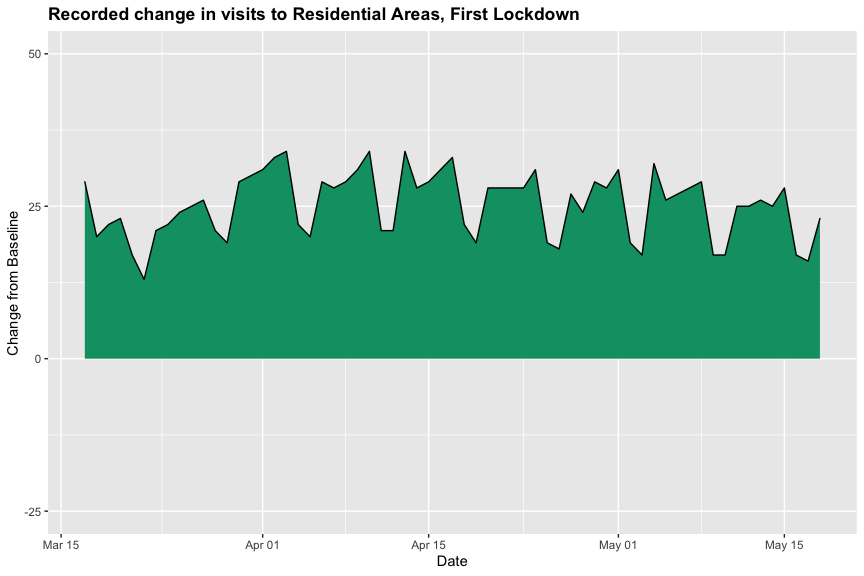 Recorded change in visits to Residential Areas, First Lockdown
50
25
0
-25
Change from Baseline
Mar 15
Apr 01
Apr 15
May 01
May 15
Date